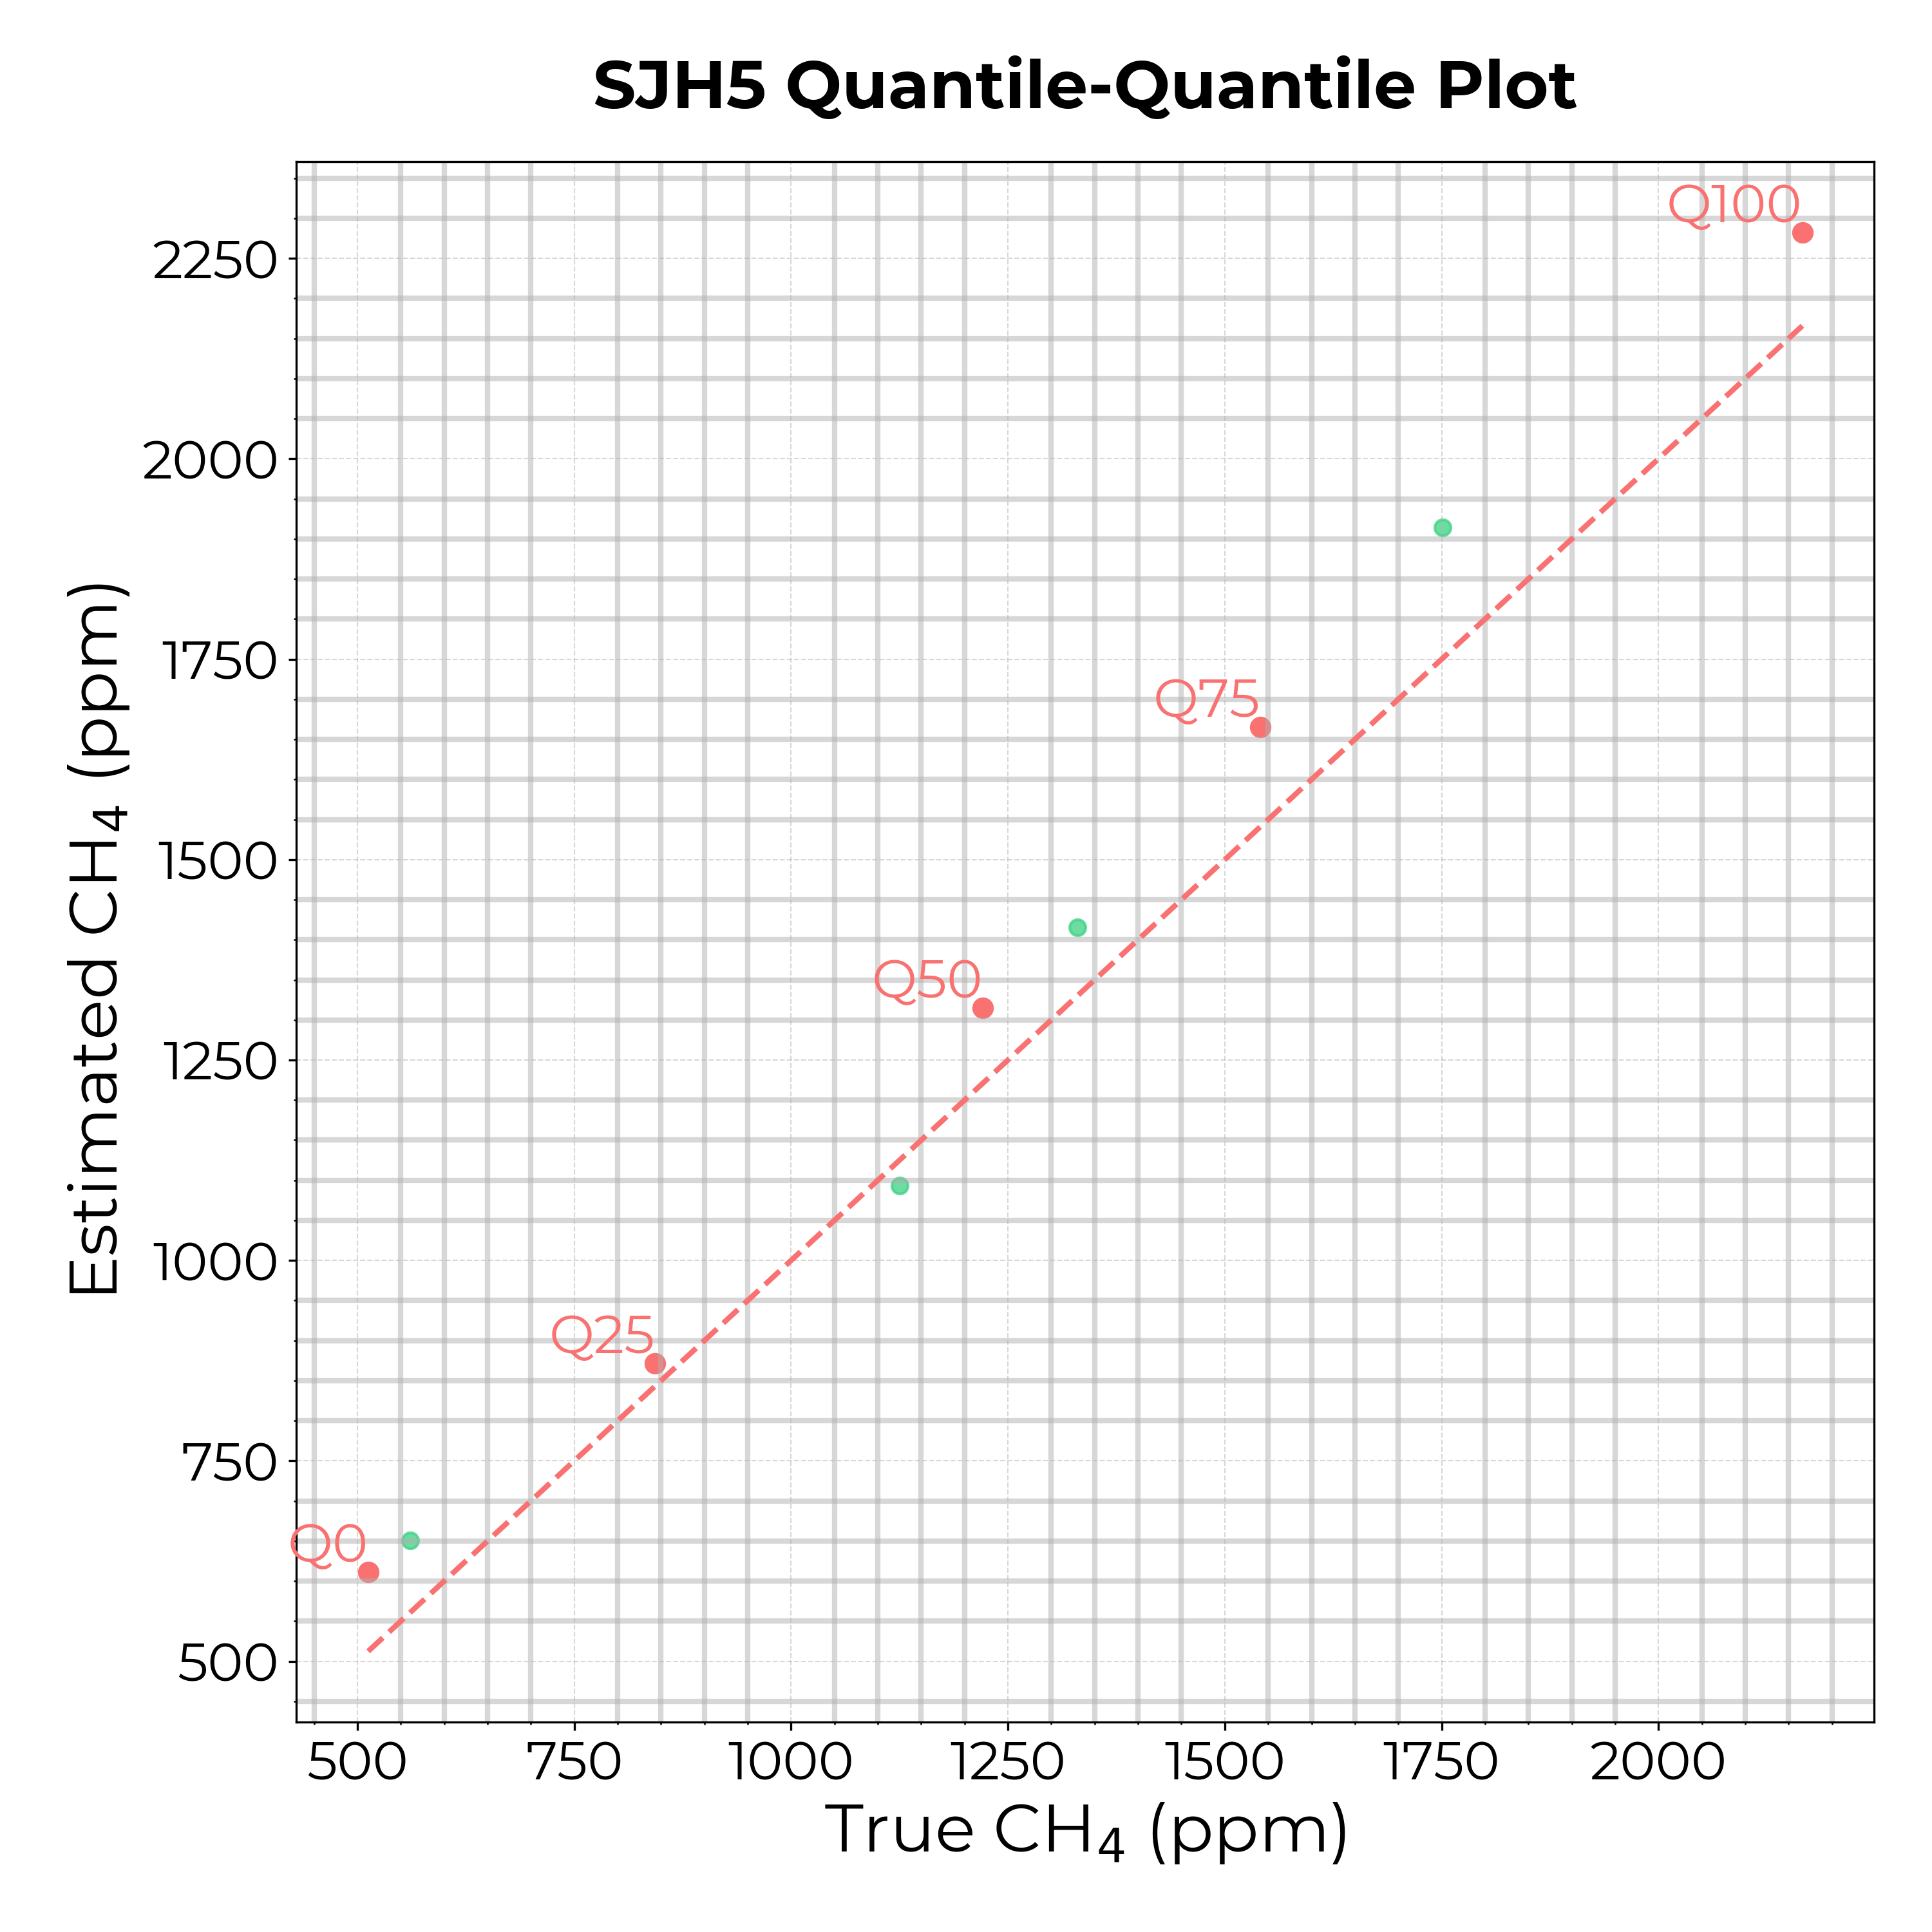 SJH5 Quantile-Quantile Plot
Estimated CH₄ (ppm)
2250
2000
1750
1500
1250
1000
750
500
Q100
Q75
Q50
Q25
Q0
500 750 1000 1250 1500 1750 2000
True CH₄ (ppm)